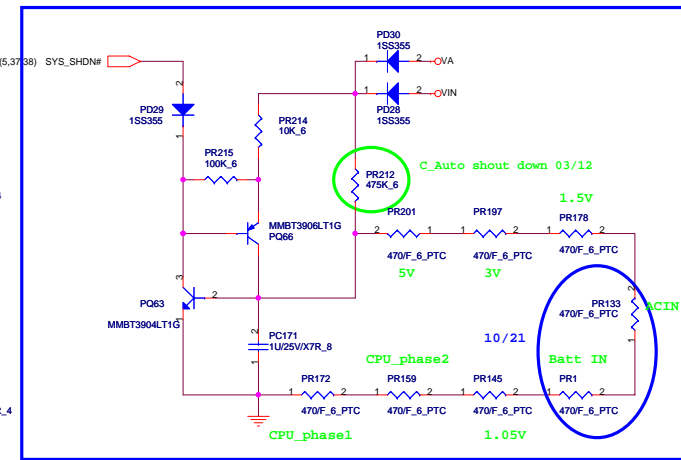 (5,37,38) SYS_SHDN#
PD30
1SS355
1
2
VA
1
2
VIN
PD28
1SS355
2
PD29
1SS355
1
PR214
10K_6
PR215
100K_6
PR212
475K_6
C_Auto shout down 03/12
1.5V
PR201
PR197
PR178
2
1
1
2
1
2
470/F_6_PTC
470/F_6_PTC
470/F_6_PTC
5V
3V
MMBT3906LT1G
PQ66
3
2
PQ63
MMBT3904LT1G
1
2
PR133
470/F_6_PTC
ACIN
1
2
PC171
1U/25V/X7R_8
1
10/21
CPU_phase2
Batt IN
PR172
PR159
PR145
PR1
1
2
1
2
1
2
1
2
470/F_6_PTC
470/F_6_PTC
470/F_6_PTC
470/F_6_PTC
CPU_phase1
1.05V
_4